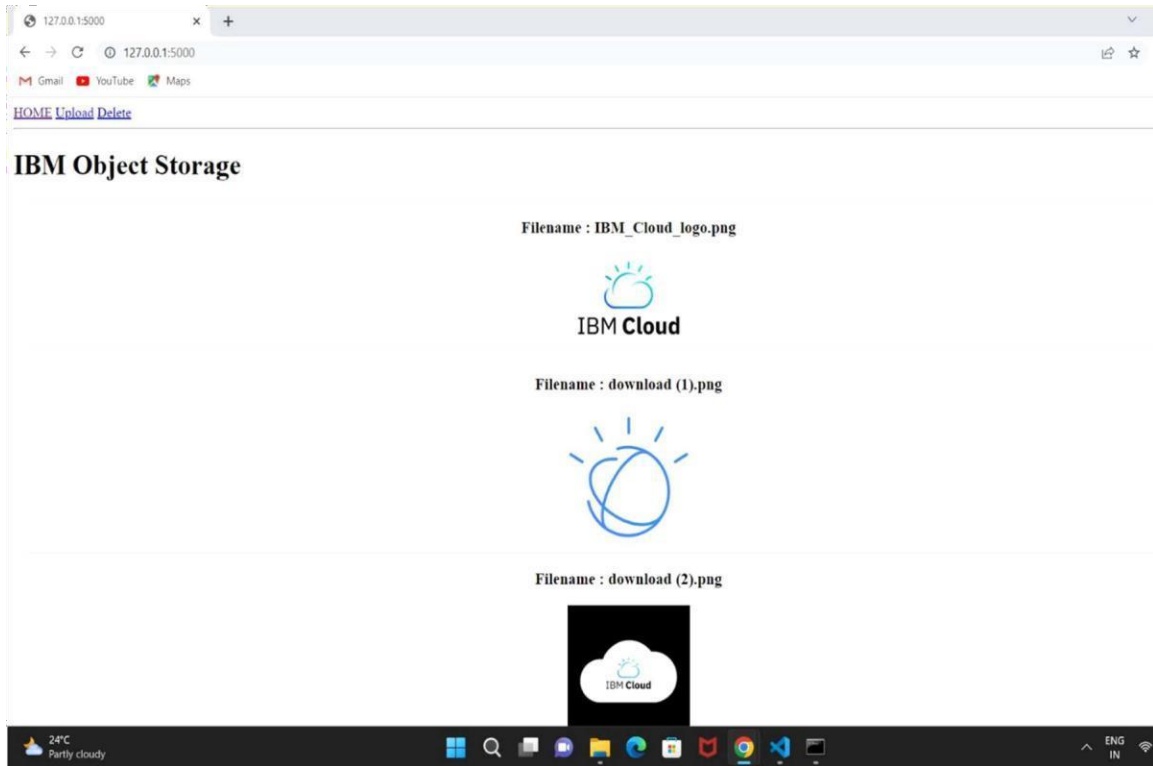 127.0.0.1:5000
127.0.0.1:5000
Gmail YouTube Maps
HOME Upload Delete
IBM Object Storage
Filename : IBM_Cloud_logo.png
IBM Cloud
Filename : download (1).png
Filename : download (2).png
IBM Cloud
24°C
Partly cloudy
ENG
IN